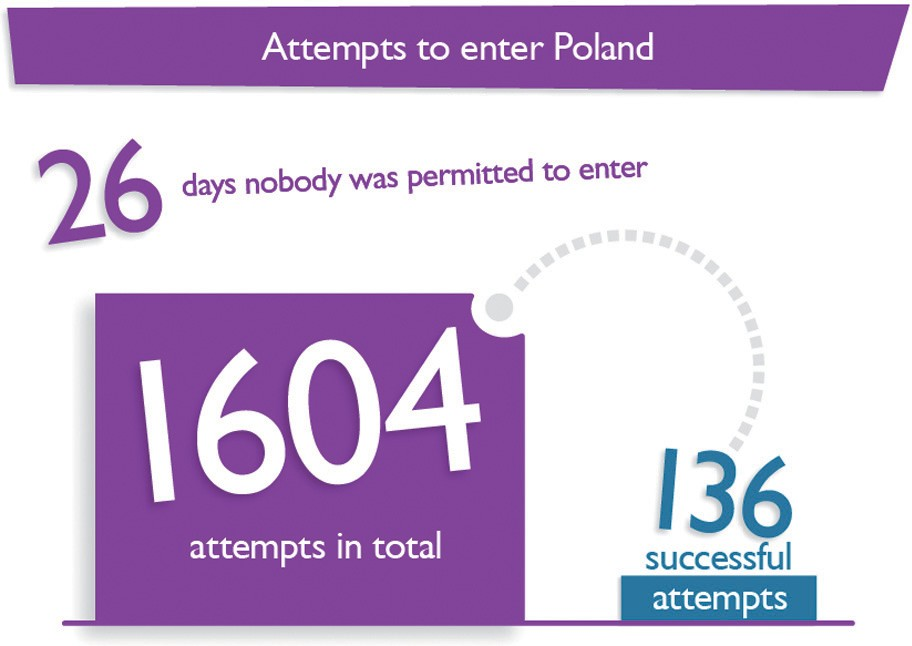 Attempts to enter Poland
26 days nobody was permitted to enter
1604
attempts in total
136
successful
attempts